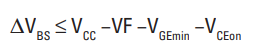 ΔV_BS ≤ V_CC –VF –V_GEmin –V_CEon